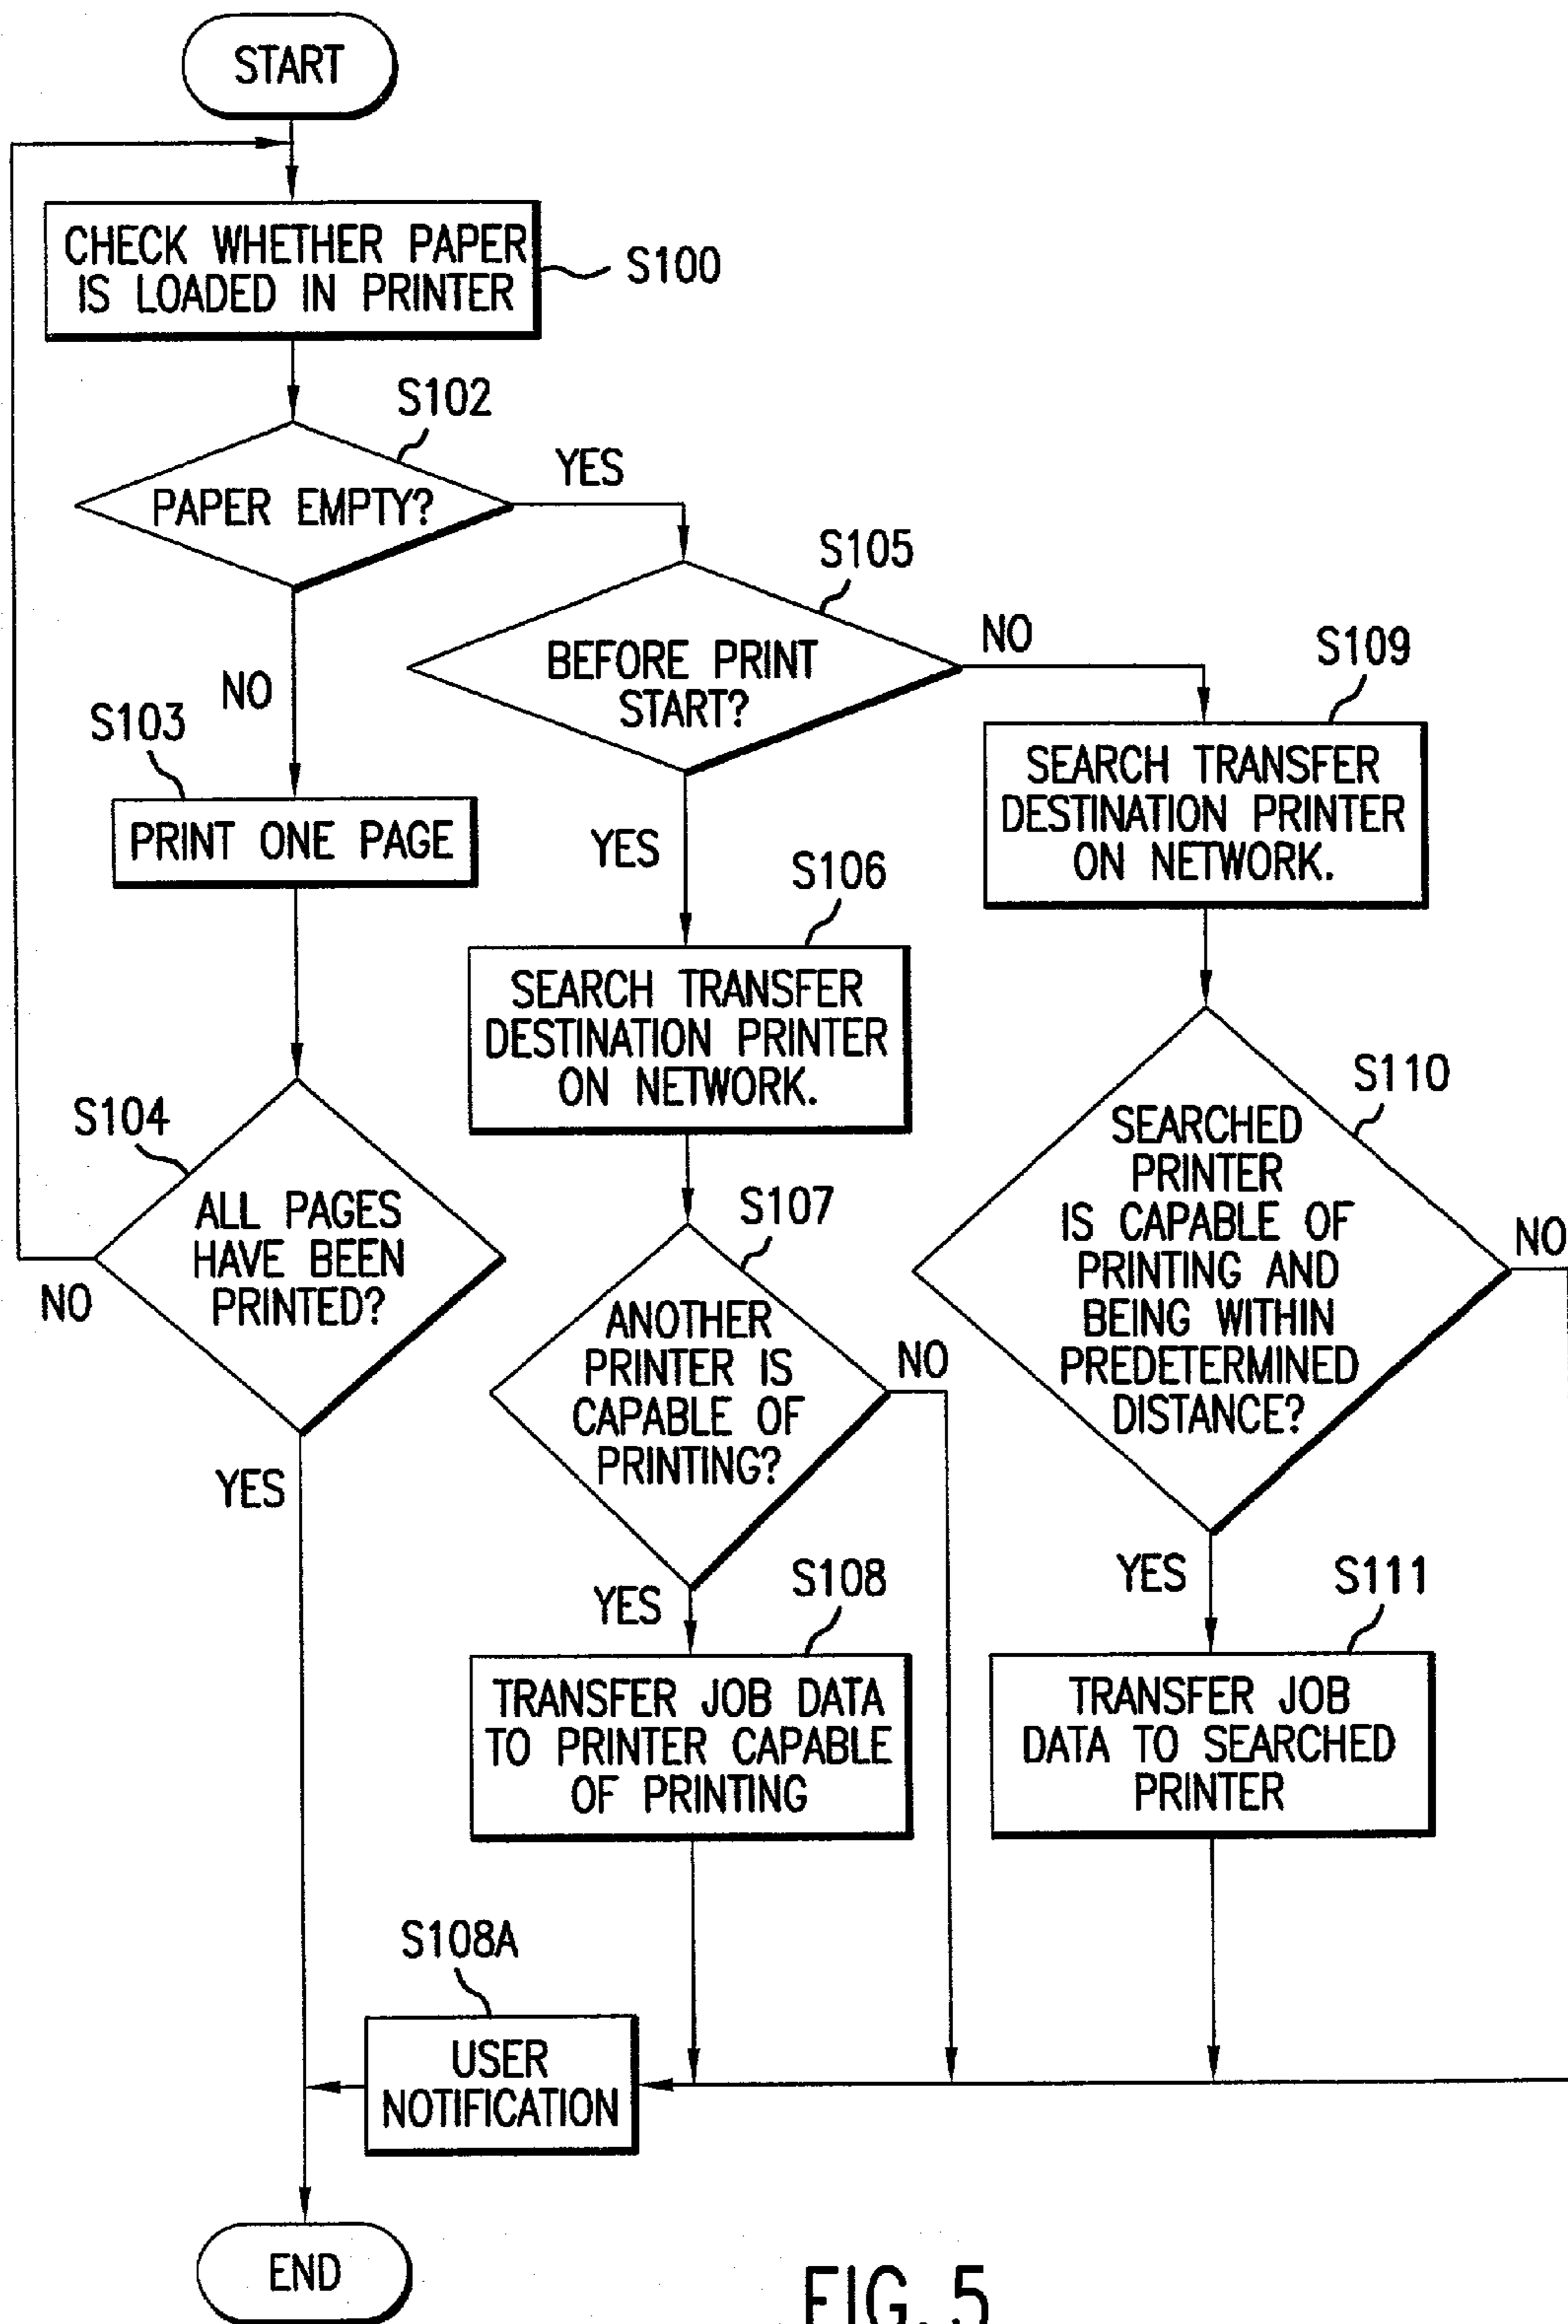 START
CHECK WHETHER PAPER
IS LOADED IN PRINTER
S100
S102
PAPER EMPTY?
YES
NO
S103
PRINT ONE PAGE
S104
ALL PAGES
HAVE BEEN
PRINTED?
NO
YES
S105
BEFORE PRINT
START?
NO
YES
S106
SEARCH TRANSFER
DESTINATION PRINTER
ON NETWORK.
S107
ANOTHER
PRINTER IS
CAPABLE OF
PRINTING?
NO
YES
S108
TRANSFER JOB DATA
TO PRINTER CAPABLE
OF PRINTING
S109
SEARCH TRANSFER
DESTINATION PRINTER
ON NETWORK.
S110
SEARCHED
PRINTER
IS CAPABLE OF
PRINTING AND
BEING WITHIN
PREDETERMINED
DISTANCE?
NO
YES
S111
TRANSFER JOB
DATA TO SEARCHED
PRINTER
S108A
USER
NOTIFICATION
END
FIG. 5